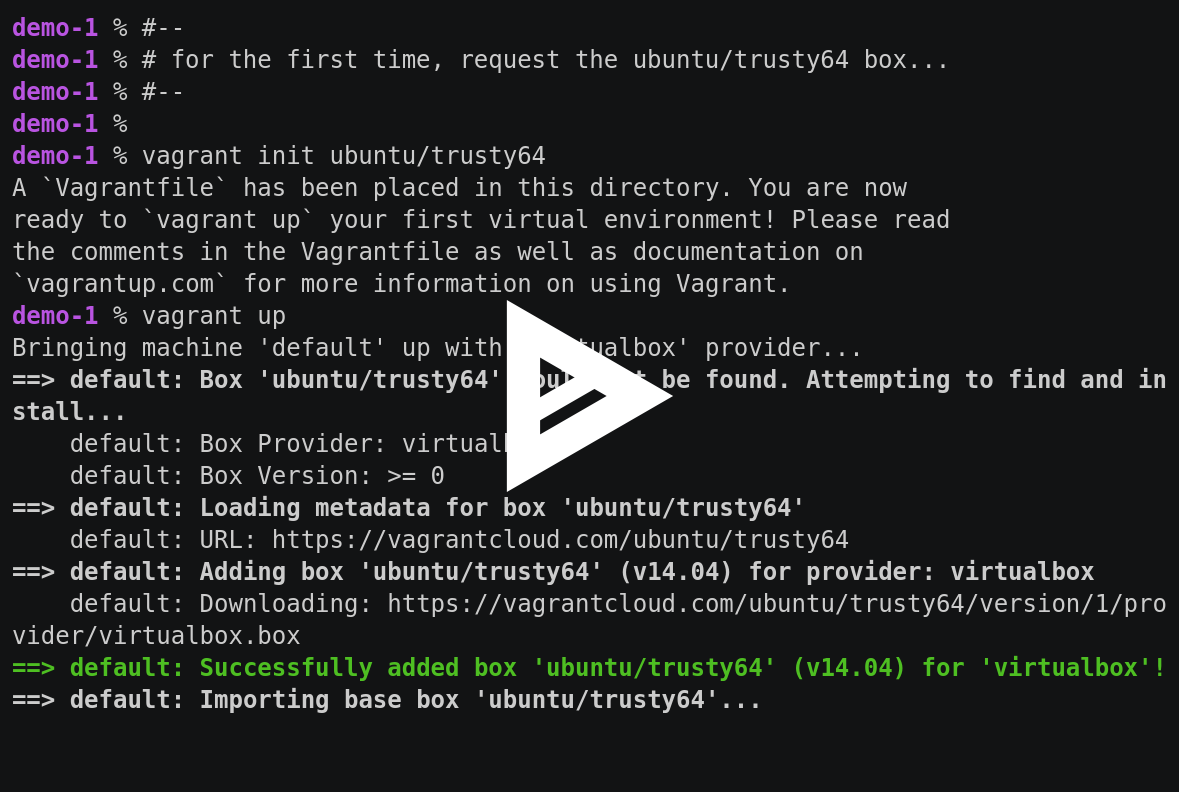 demo-1 % #--
demo-1 % # for the first time, request the ubuntu/trusty64 box...
demo-1 % #--
demo-1 %
demo-1 % vagrant init ubuntu/trusty64
A `Vagrantfile` has been placed in this directory. You are now
ready to `vagrant up` your first virtual environment! Please read
the comments in the Vagrantfile as well as documentation on
`vagrantup.com` for more information on using Vagrant.
demo-1 % vagrant up
Bringing machine 'default' up with provider...
==> default: Box 'ubuntu/trusty64' be found. Attempting to find and in
stall...
    default: Box Provider:
    default: Box Version: >= 0
==> default: Loading metadata for box 'ubuntu/trusty64'
    default: URL: https://vagrantcloud.com/ubuntu/trusty64
==> default: Adding box 'ubuntu/trusty64' (v14.04) for provider: virtualbox
    default: Downloading: https://vagrantcloud.com/ubuntu/trusty64/version/1/pro
vider/virtualbox.box
==> default: Successfully added box 'ubuntu/trusty64' (v14.04) for 'virtualbox'!
==> default: Importing base box 'ubuntu/trusty64'...